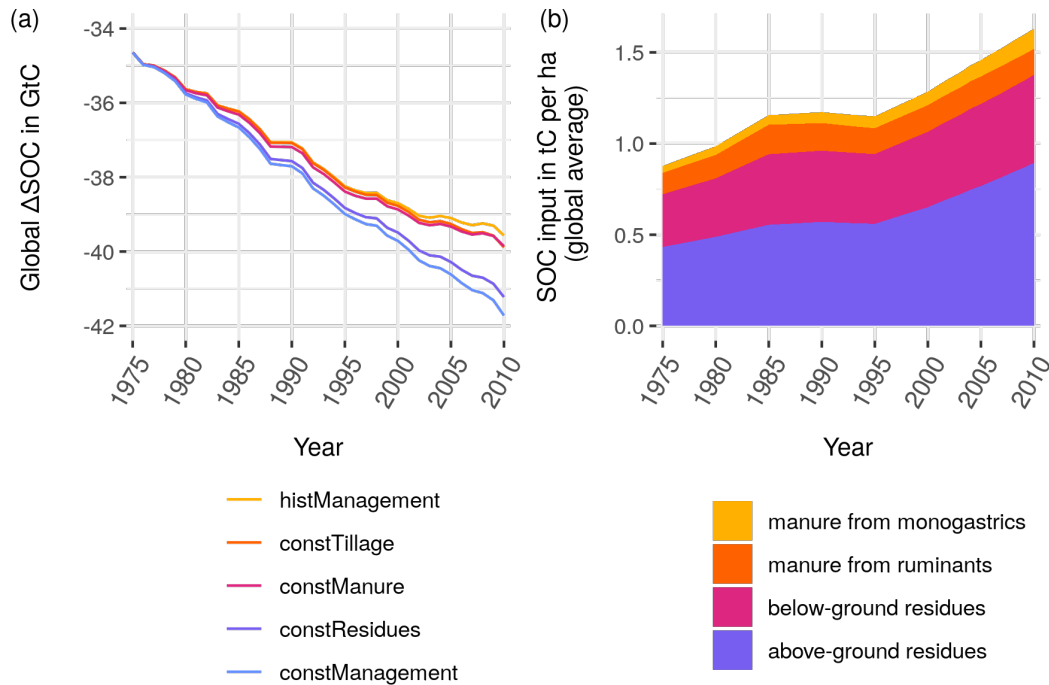 (a)
Global ΔSOC in GtC
-34
-36
-38
-40
-42
1975
1980
1985
1990
1995
2000
2005
2010
Year
histManagement
constTillage
constManure
constResidues
constManagement
(b)
SOC input in tC per ha
(global average)
1.5
1.0
0.5
0.0
1975
1980
1985
1990
1995
2000
2005
2010
Year
manure from monogastrics
manure from ruminants
below-ground residues
above-ground residues